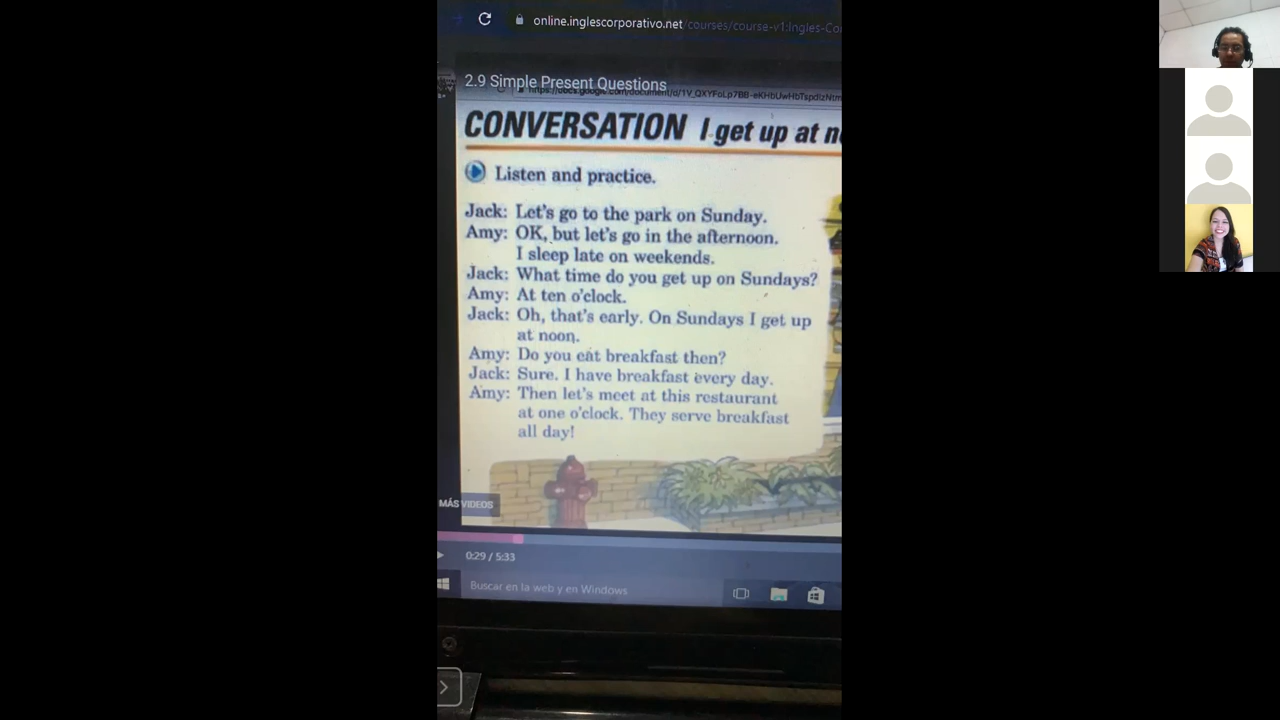 online.inglescorporativo.net/courses/course-v1:Ingles-Co
2.9 Simple Present Questions
CONVERSATION I get up at no
Listen and practice.
Jack: Let's go to the park on Sunday.
Amy: OK, but let's go in the afternoon.
I sleep late on weekends.
Jack: What time do you get up on Sundays?
Amy: At ten o'clock.
Jack: Oh, that's early. On Sundays I get up
at noon.
Amy: Do you eat breakfast then?
Jack: Sure. I have breakfast every day.
Amy: Then let's meet at this restaurant
at one o'clock. They serve breakfast
all day!
MÁS VIDEOS
0:29 / 5:33
Buscar en la web y en Windows